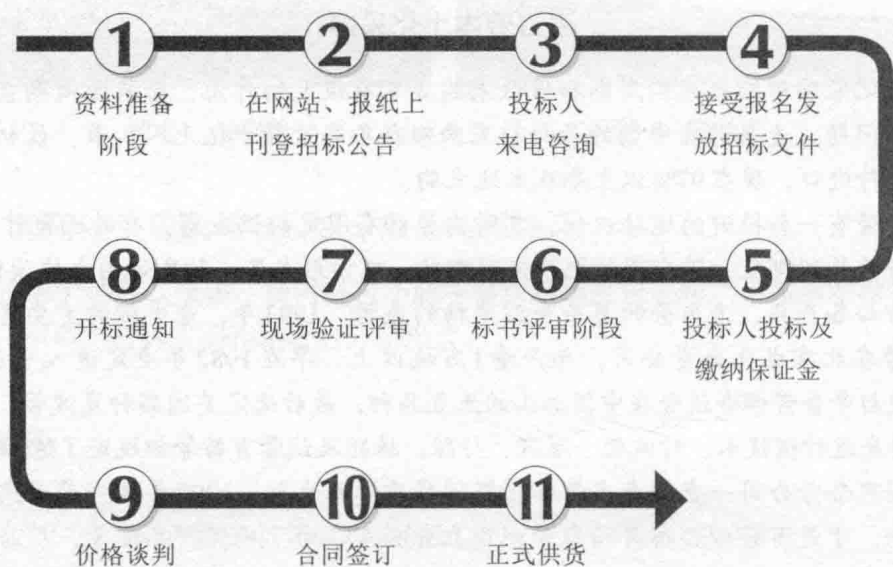 1
资料准备
阶段
2
在网站、报纸上
刊登招标公告
3
投标人
来电咨询
4
接受报名发
放招标文件
5
投标人投标及
缴纳保证金
6
标书评审阶段
7
现场验证评审
8
开标通知
9
价格谈判
10
合同签订
11
正式供货